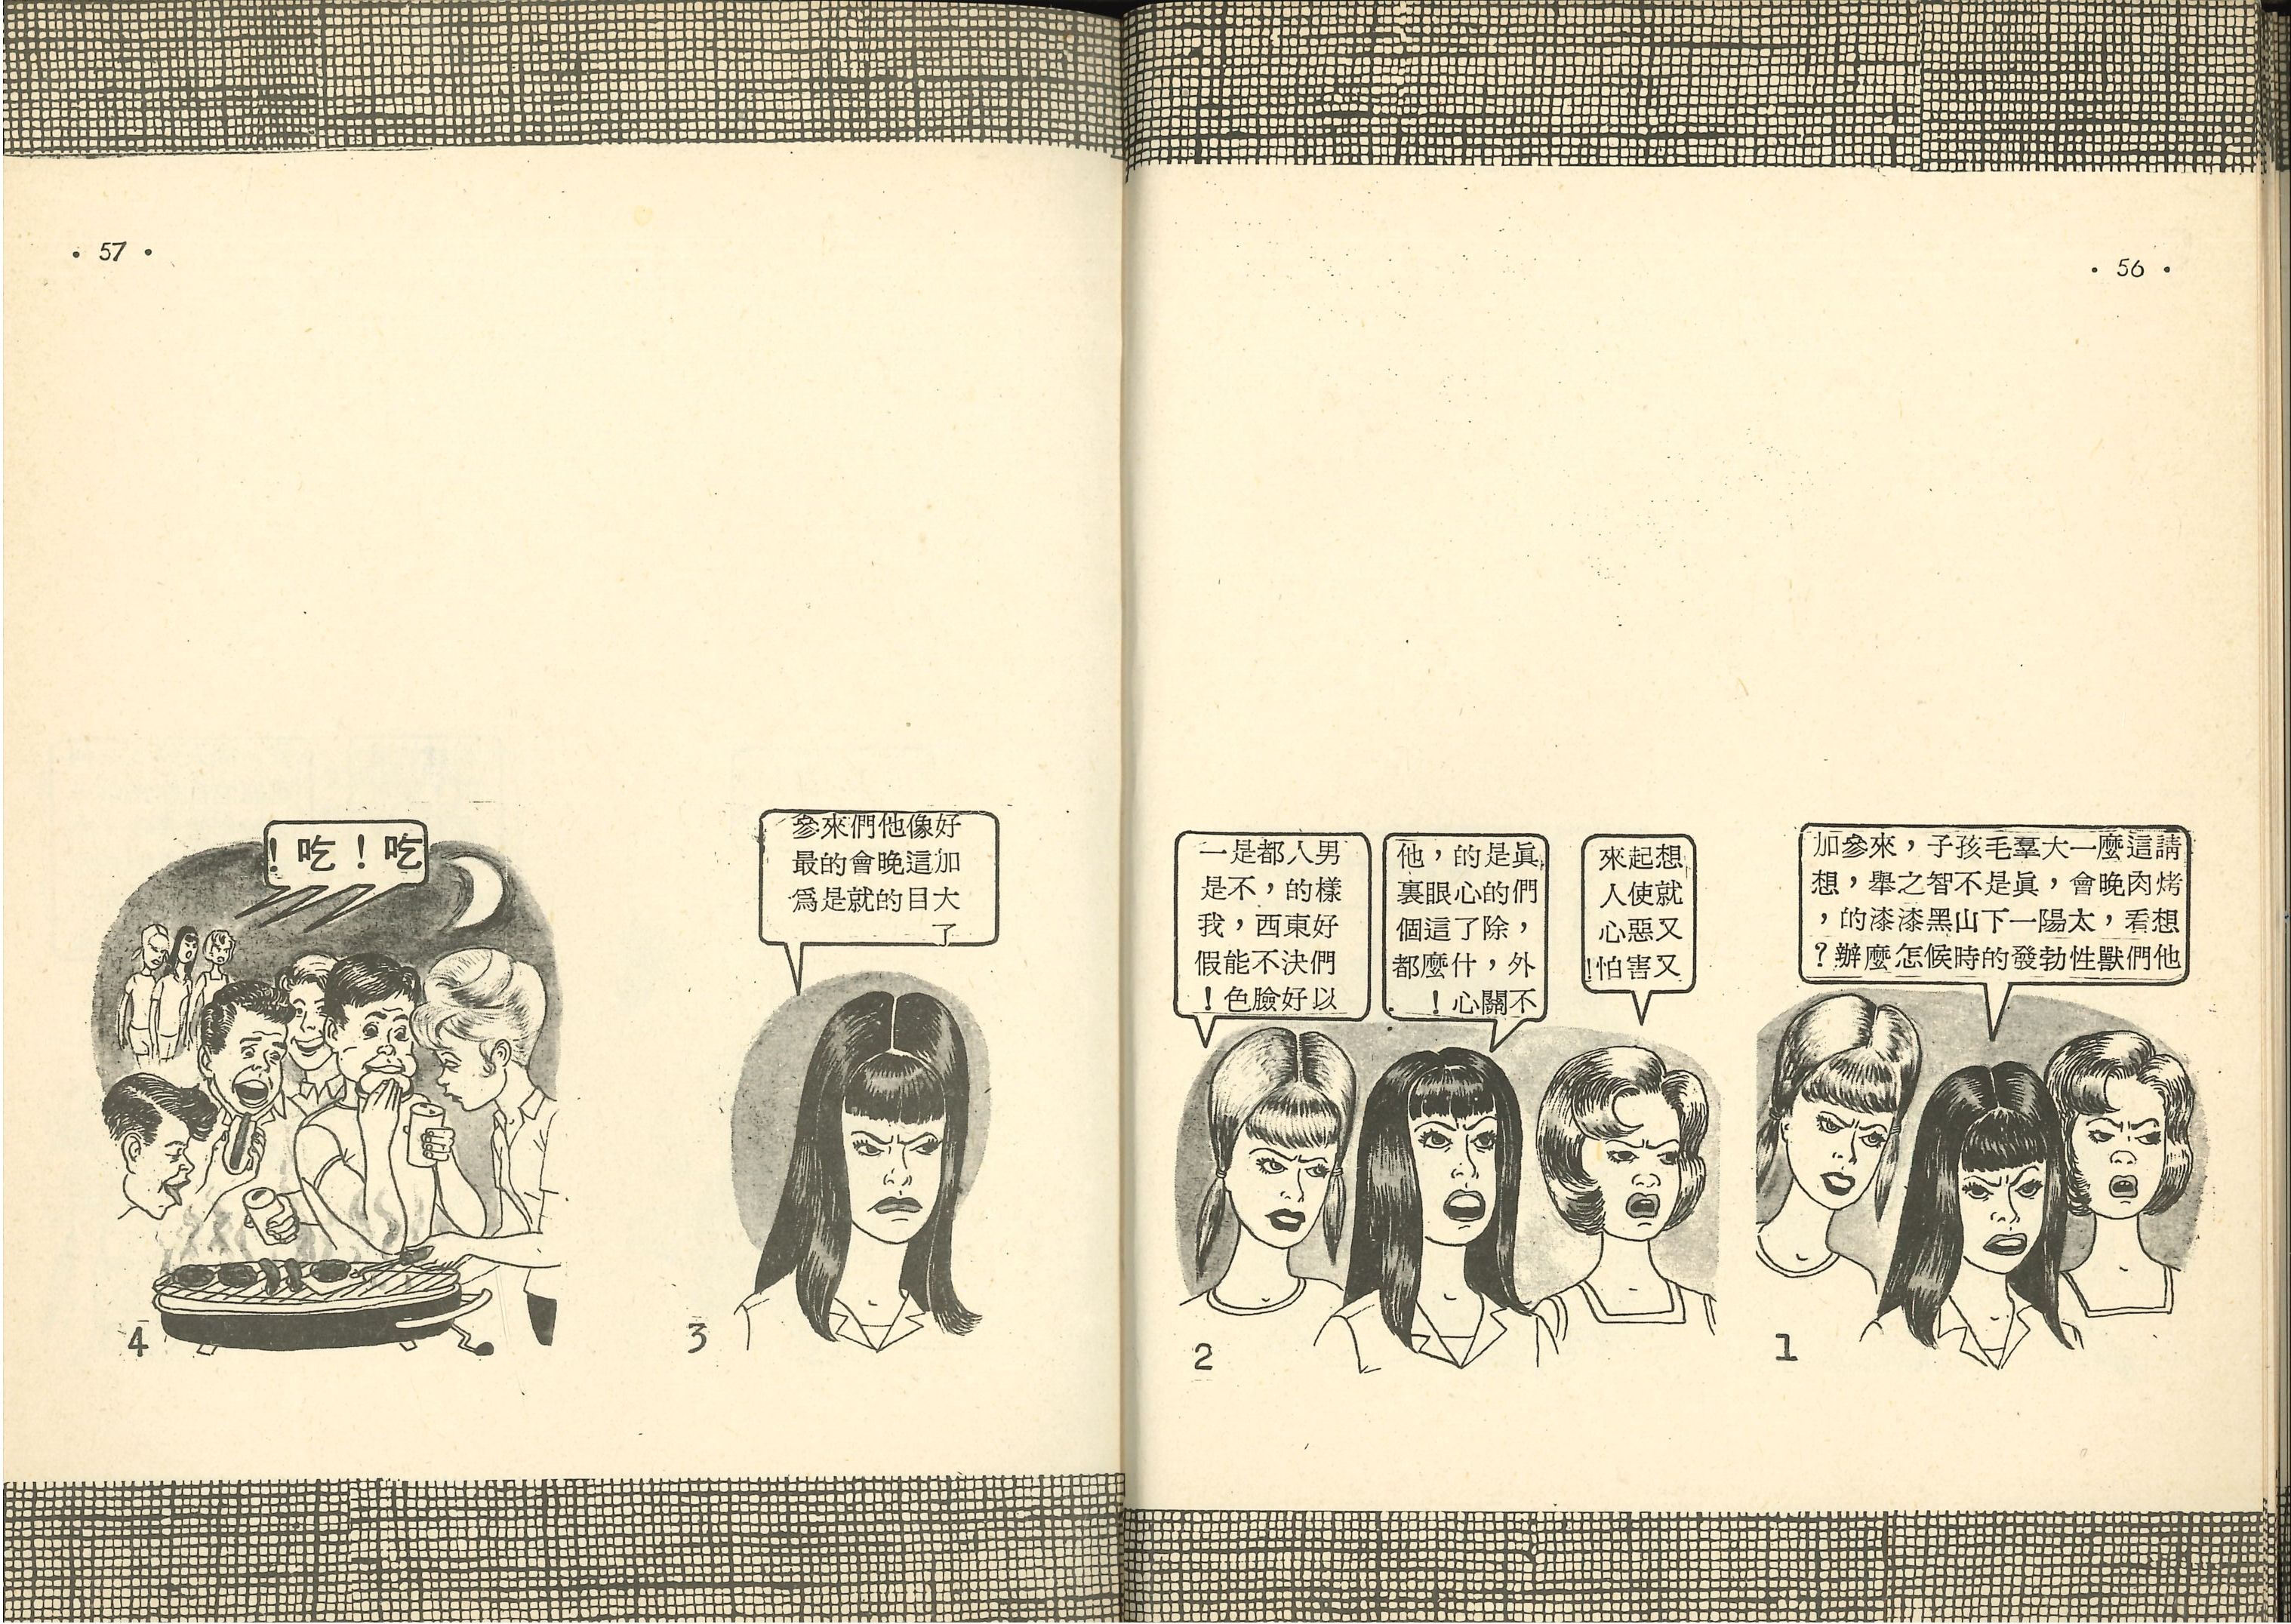 • 56 •
請這麼一大羣毛孩子，來參加
烤肉晚會，眞是不智之舉，想
想看，太陽一下山黑漆漆的，
他們獸性勃發的時候怎麼辦？
1
想起來
就使人
又惡心
又害怕！
眞是的，他
們的心眼裏
，除了這個
外，什麼都
不關心！
男人都是一
樣的，不是
好東西，我
們決不能假
以好臉色！
2
• 57 •
好像他們來參
加這晚會的最
大目的就是爲
了
3
吃！吃！
4